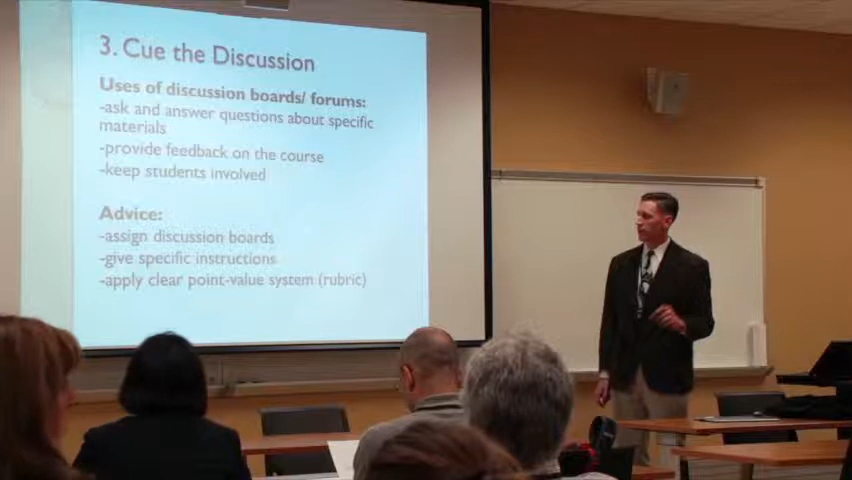 3. Cue the Discussion
Uses of discussion boards/ forums:
-ask and answer questions about specific
materials
-provide feedback on the course
-keep students involved
Advice:
-assign discussion boards
-give specific instructions
-apply clear point-value system (rubric)